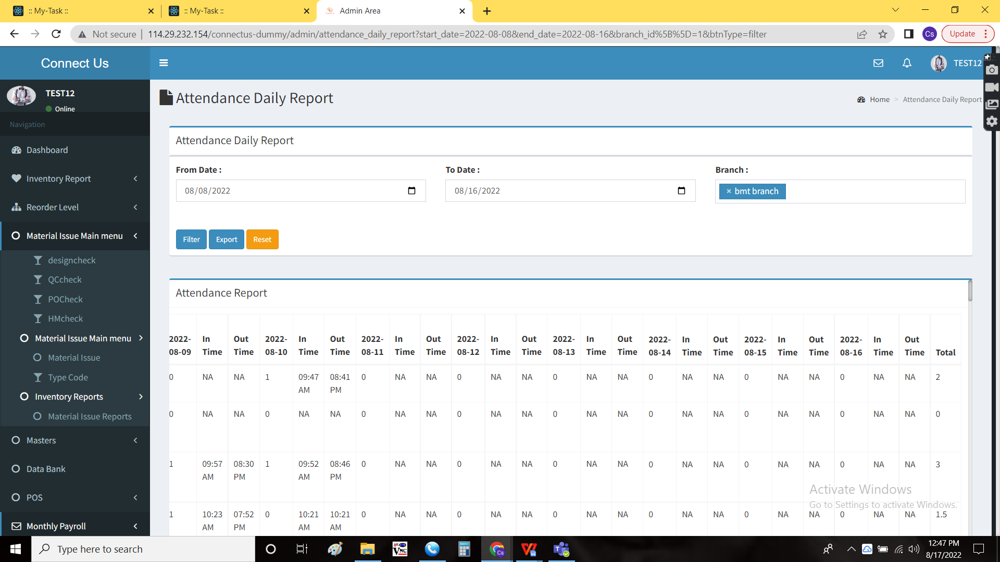 :: My-Task ::
:: My-Task ::
Admin Area
Not secure
114.29.232.154/connectus-dummy/admin/attendance_daily_report?start_date=2022-08-08&end_date=2022-08-16&branch_id%5B%5D=1&btnType=filter
Cs
Update
Connect Us
TEST12
TEST12
Online
Navigation
Dashboard
Inventory Report
Reorder Level
Material Issue Main menu
designcheck
QCcheck
POCheck
HMcheck
Material Issue Main menu
Material Issue
Type Code
Inventory Reports
Material Issue Reports
Masters
Data Bank
POS
Monthly Payroll
Attendance Daily Report
Home > Attendance Daily Report
Attendance Daily Report
From Date : To Date : Branch :
08/08/2022 08/16/2022 × bmt branch
Filter Export Reset
Attendance Report
2022- In Out 2022- In Out 2022- In Out 2022- In Out 2022- In Out 2022- In Out 2022- In Out 2022- In Out
08-09 Time Time 08-10 Time Time 08-11 Time Time 08-12 Time Time 08-13 Time Time 08-14 Time Time 08-15 Time Time 08-16 Time Time Total
0 NA NA 1 09:47 08:41 0 NA NA 0 NA NA 0 NA NA 0 NA NA 0 NA NA 0 NA NA 2
AM PM
0 NA NA 0 NA NA 0 NA NA 0 NA NA 0 NA NA 0 NA NA 0 NA NA 0 NA NA 0
1 09:57 08:30 1 09:52 08:46 0 NA NA 0 NA NA 0 NA NA 0 NA NA 0 NA NA 0 NA NA 3
AM PM AM PM
1 10:23 07:52 0 10:21 10:21 0 NA NA 0 NA NA 0 NA NA 0 NA NA 0 NA NA 0 NA NA 1.5
AM PM AM AM
Activate Windows
Go to Settings to activate Windows.
Type here to search
12:47 PM
8/17/2022